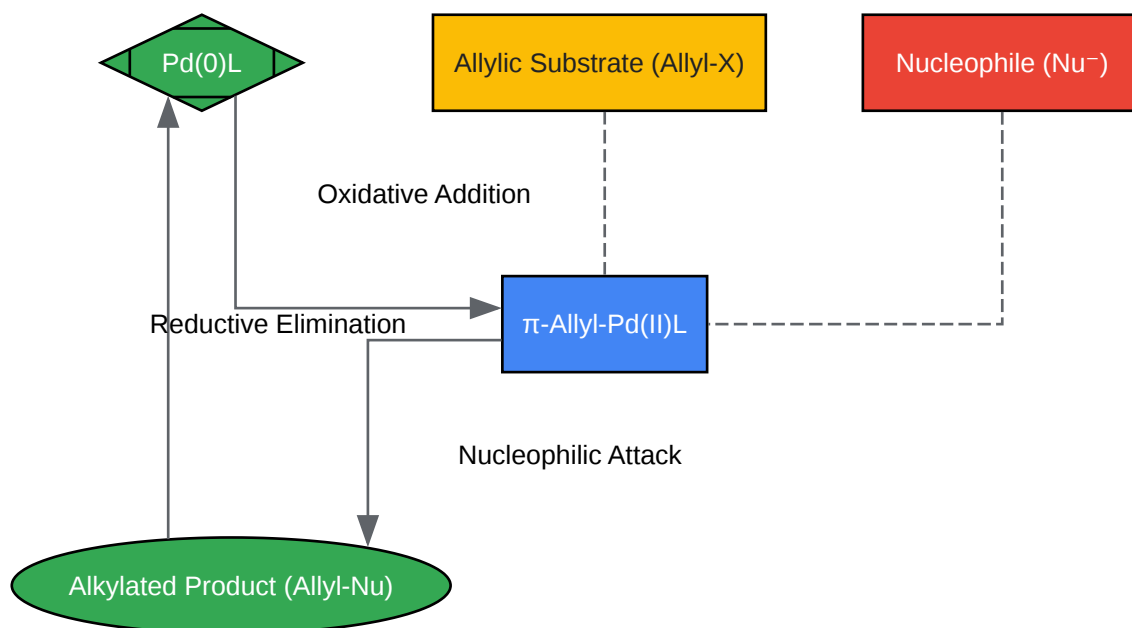 Pd(0)L
Allylic Substrate (Allyl-X)
Nucleophile (Nu⁻)
Oxidative Addition
Reductive Elimination
π-Allyl-Pd(II)L
Nucleophilic Attack
Alkylated Product (Allyl-Nu)